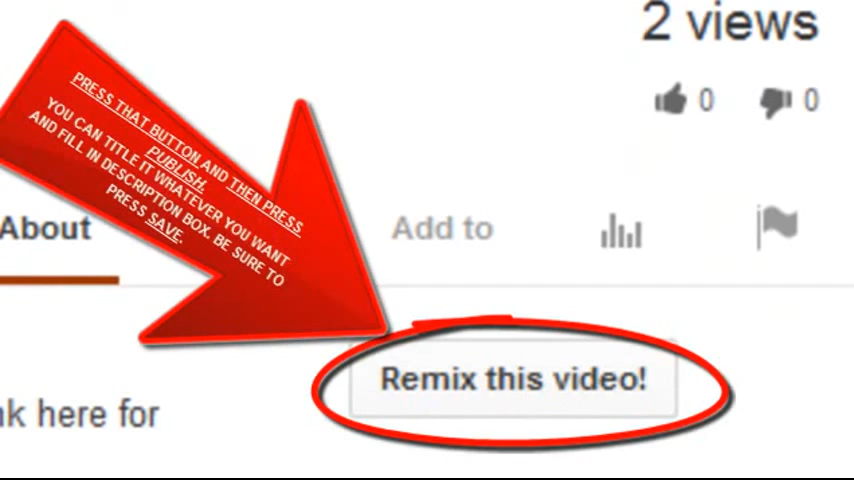 2 views
0 0
PRESS THAT BUTTON AND THEN PRESS
PUBLISH.
YOU CAN TITLE IT WHATEVER YOU WANT
AND FILL IN DESCRIPTION BOX. BE SURE TO
PRESS SAVE.
About Add to
Remix this video!
nk here for